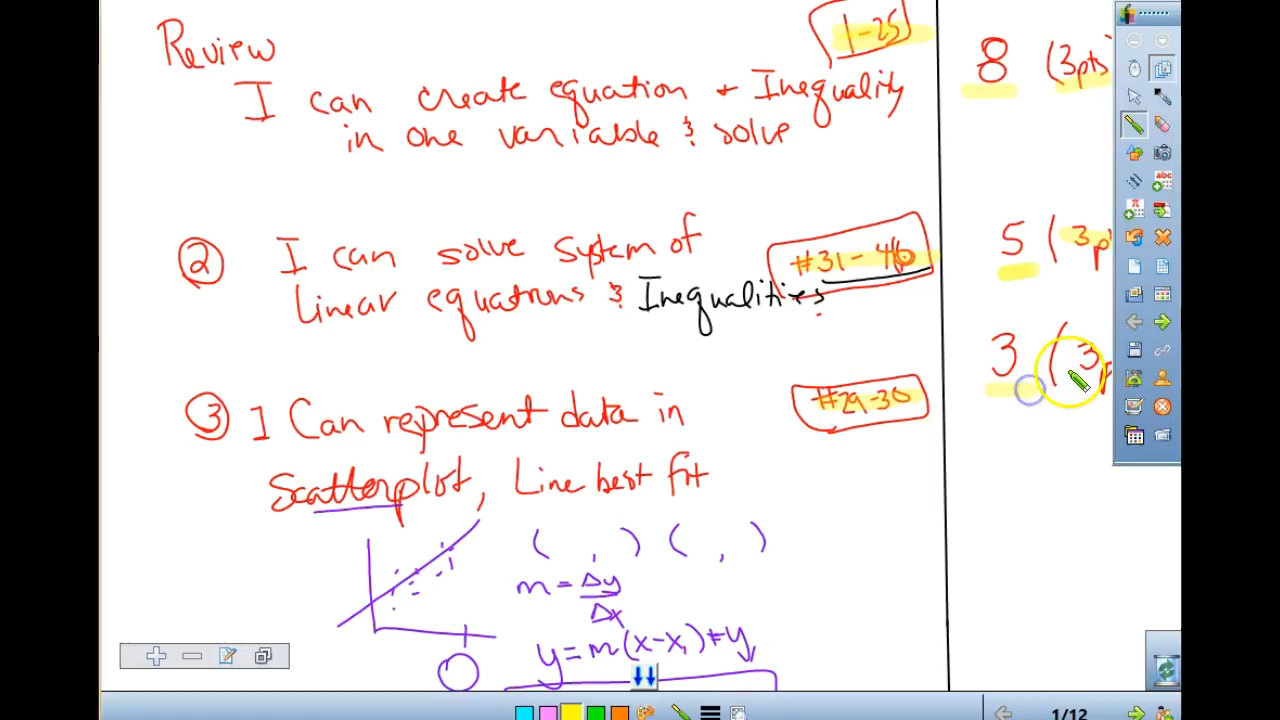 Review
1-25
8 (3pts
I can create equation + Inequality
in one variable & solve
② I can solve system of
#31-46
5 (3p
Linear equations & Inequalities
3 (3
③ I Can represent data in
#29-30
Scatterplot, Line best fit
( , ) ( , )
m = Δy
Δx
y = m(x-x₁)+y
abc
π
1/12